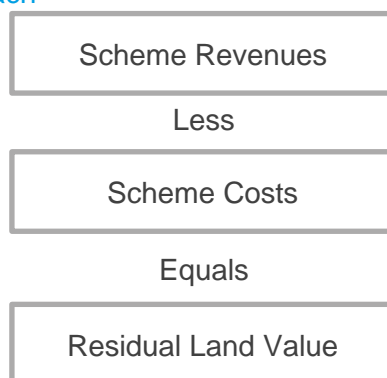 Scheme Revenues
Less
Scheme Costs
Equals
Residual Land Value